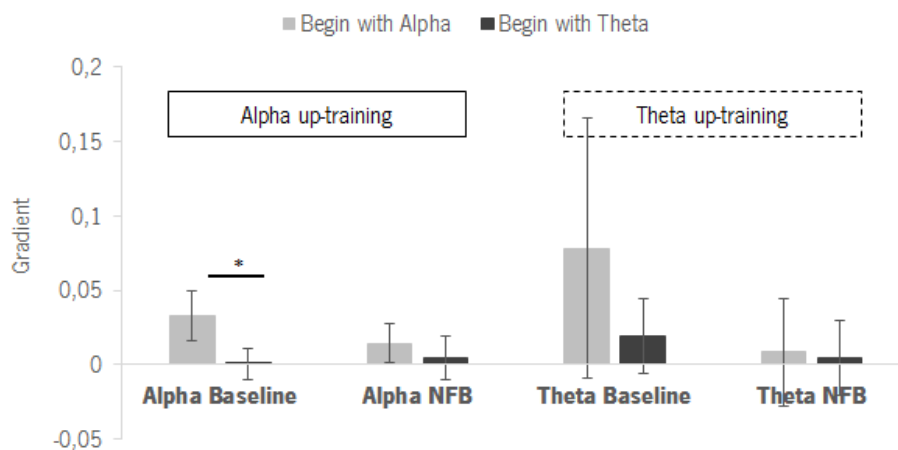 Begin with Alpha Begin with Theta
0,2
Alpha up-training Theta up-training
0,15
0,1
Gradient
*
0,05
0
Alpha Baseline Alpha NFB Theta Baseline Theta NFB
-0,05